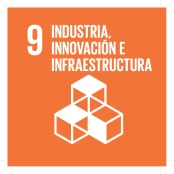 9 INDUSTRIA,
INNOVACIÓN E
INFRAESTRUCTURA